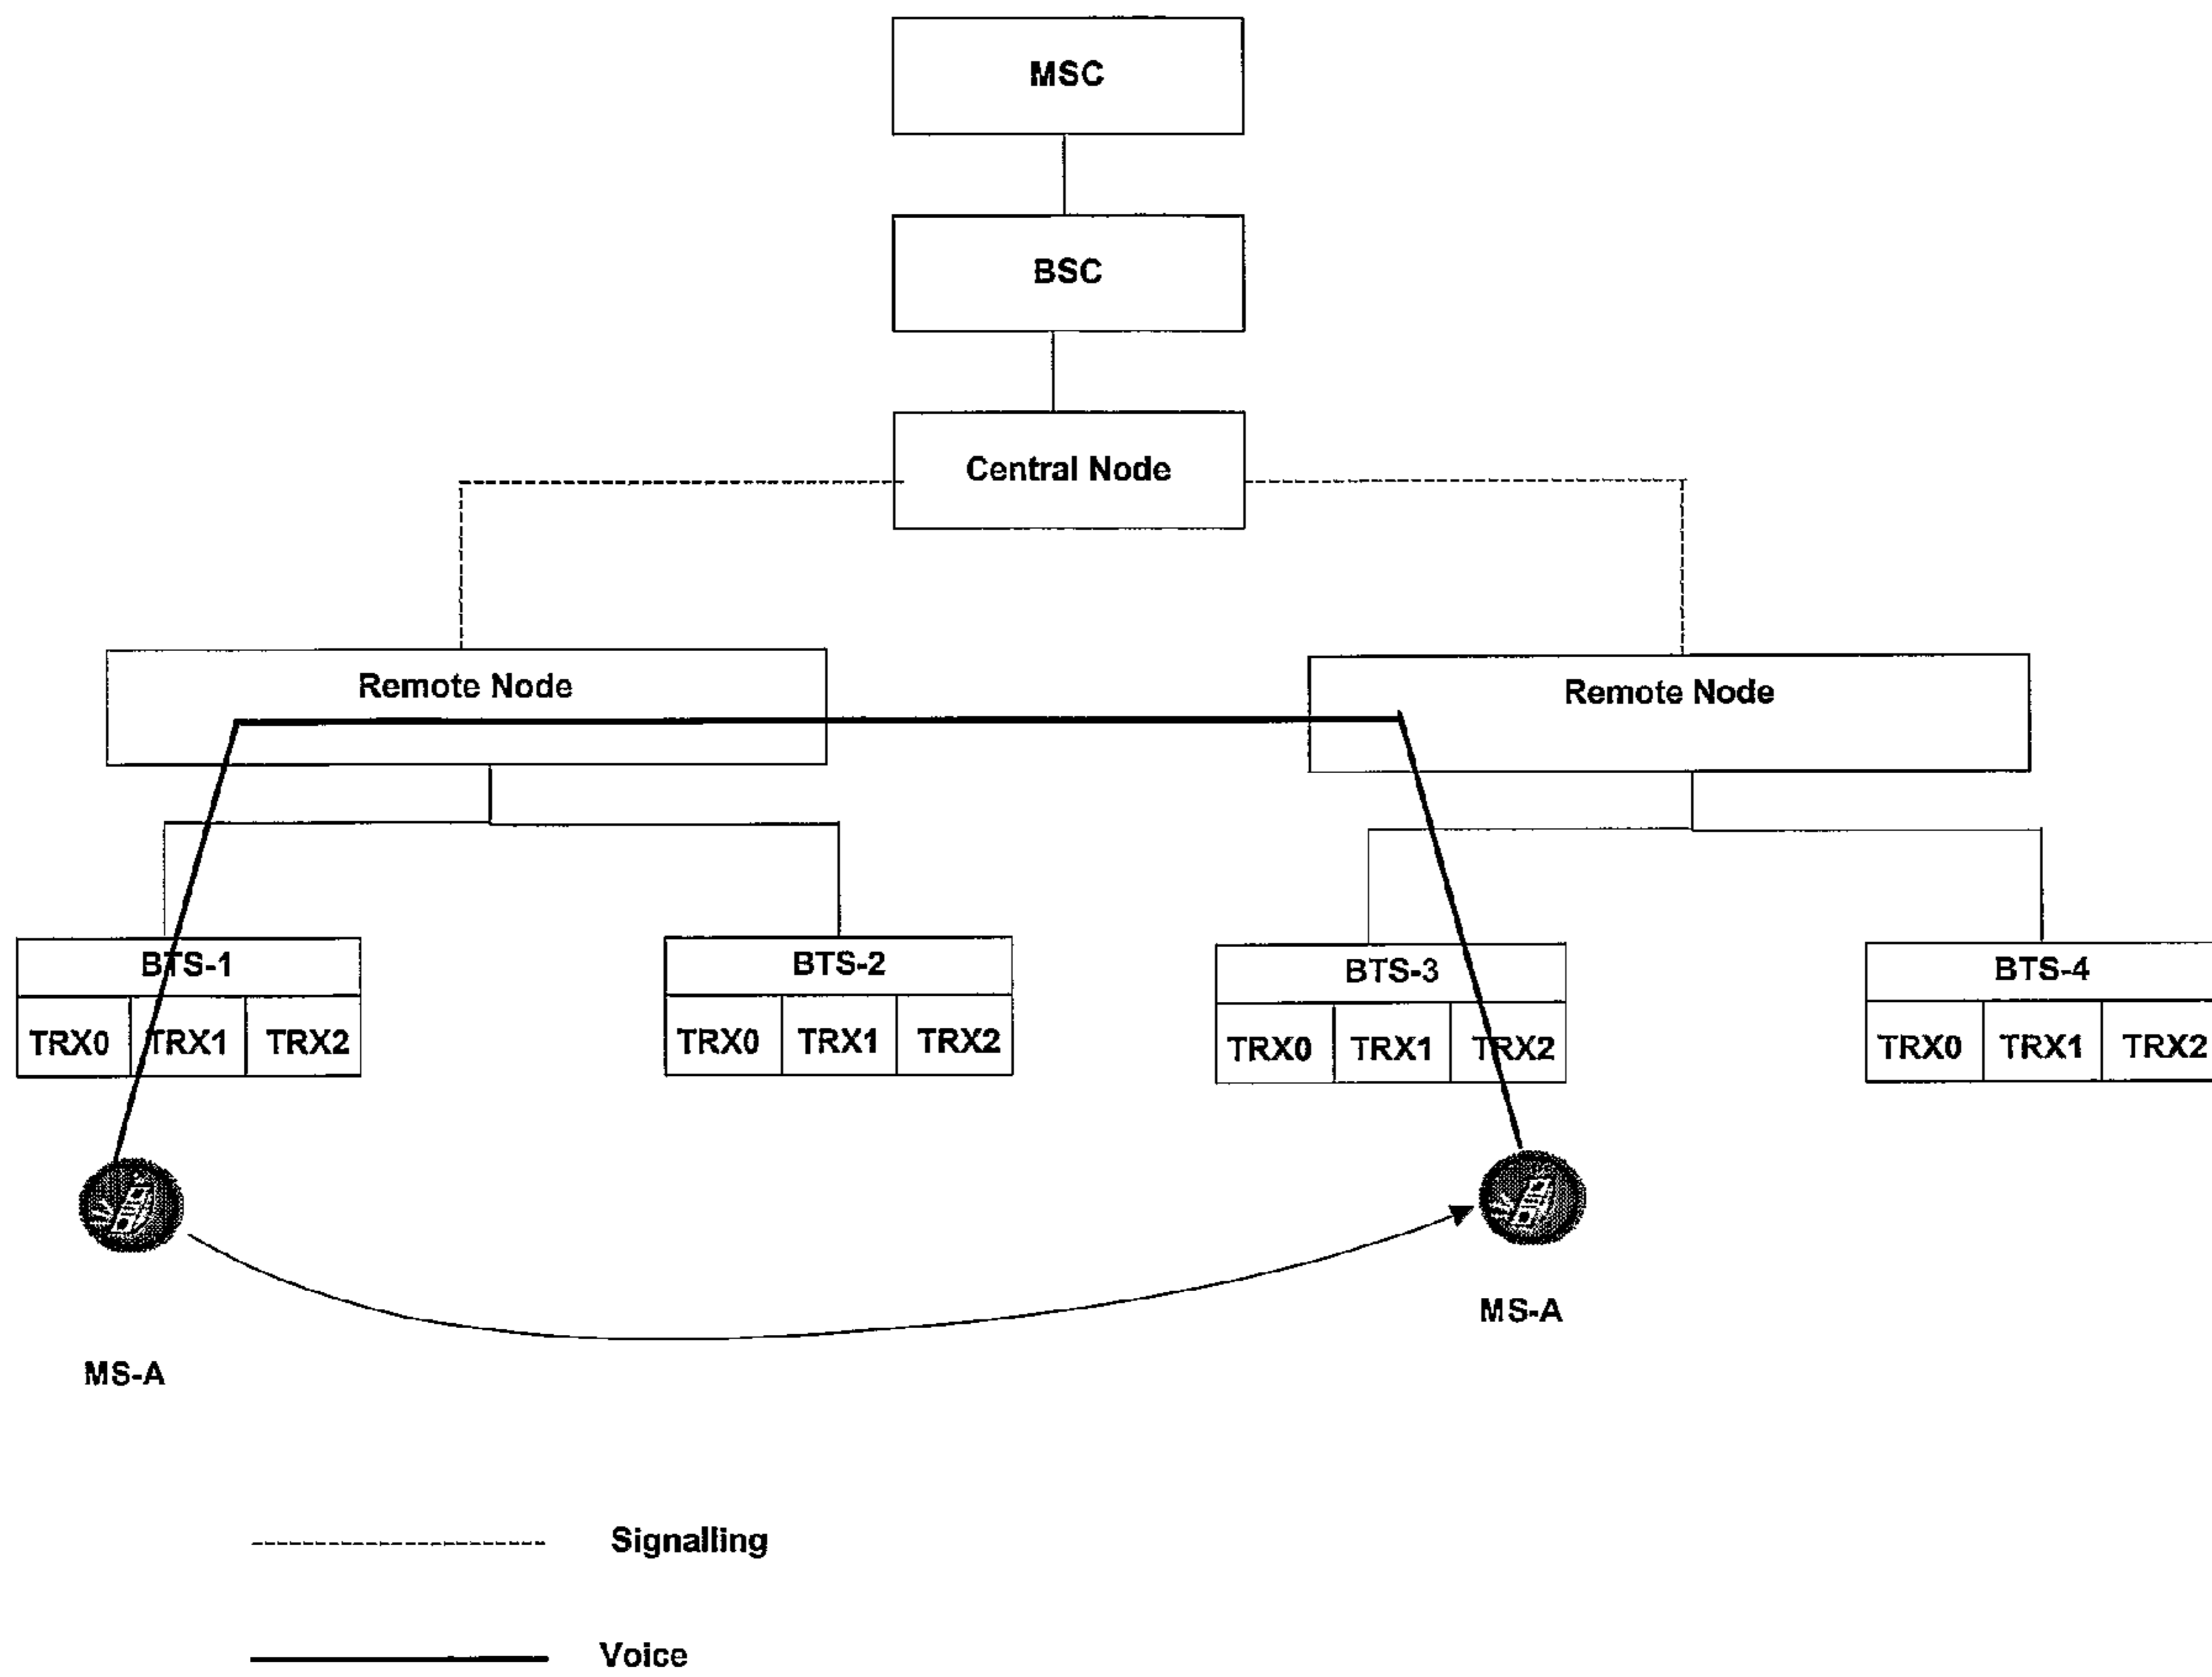 MSC
BSC
Central Node
Remote Node
Remote Node
BTS-1
BTS-2
BTS-3
BTS-4
TRX0 TRX1 TRX2
TRX0 TRX1 TRX2
TRX0 TRX1 TRX2
TRX0 TRX1 TRX2
MS-A
MS-A
Signalling
Voice